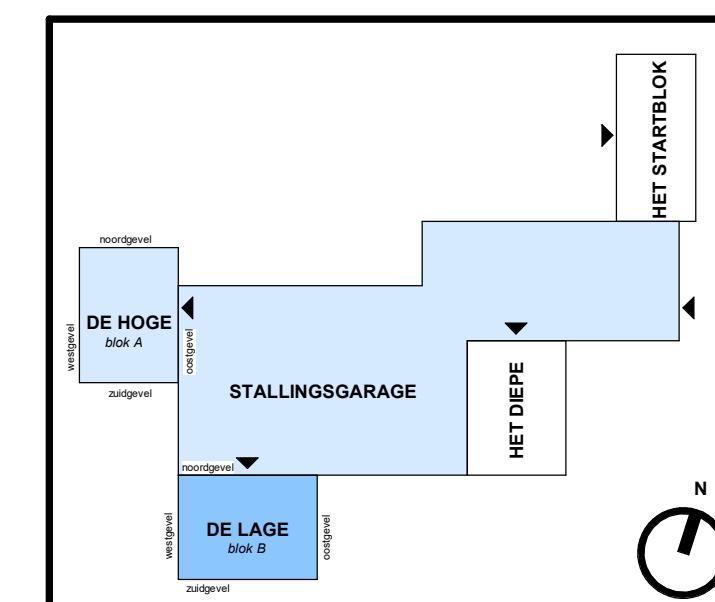 HET STARTBLOK
noordgevel
westgevel
DE HOGE
blok A
oostgevel
zuidgevel
STALLINGSGARAGE
HET DIEPE
noordgevel
westgevel
DE LAGE
blok B
oostgevel
zuidgevel
N